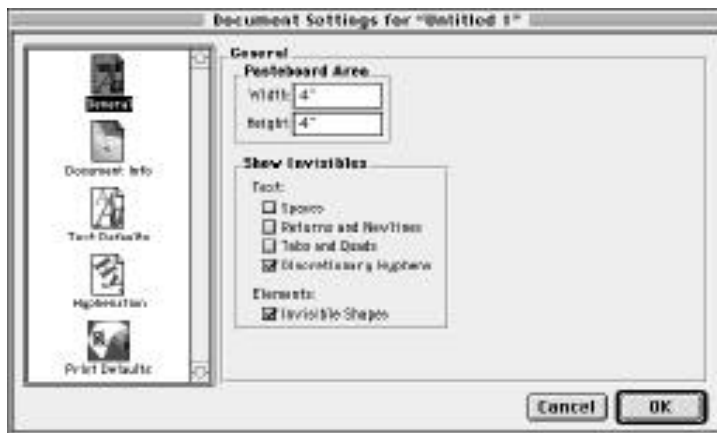 Document Settings for "Untitled 1"
General
Document Info
Text Defaults
Hyphenation
Print Defaults
General
Pasteboard Area
Width: 4"
Height: 4"
Show Invisibles
Text:
Spaces
Returns and Newlines
Tabs and Quads
Discretionary Hyphens
Elements:
Invisible Shapes
Cancel
OK